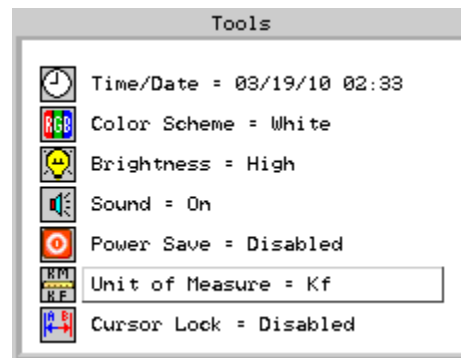 Tools
Time/Date = 03/19/10 02:33
RGB Color Scheme = White
Brightness = High
Sound = On
Power Save = Disabled
KM
KF
Unit of Measure = Kf
A B
Cursor Lock = Disabled